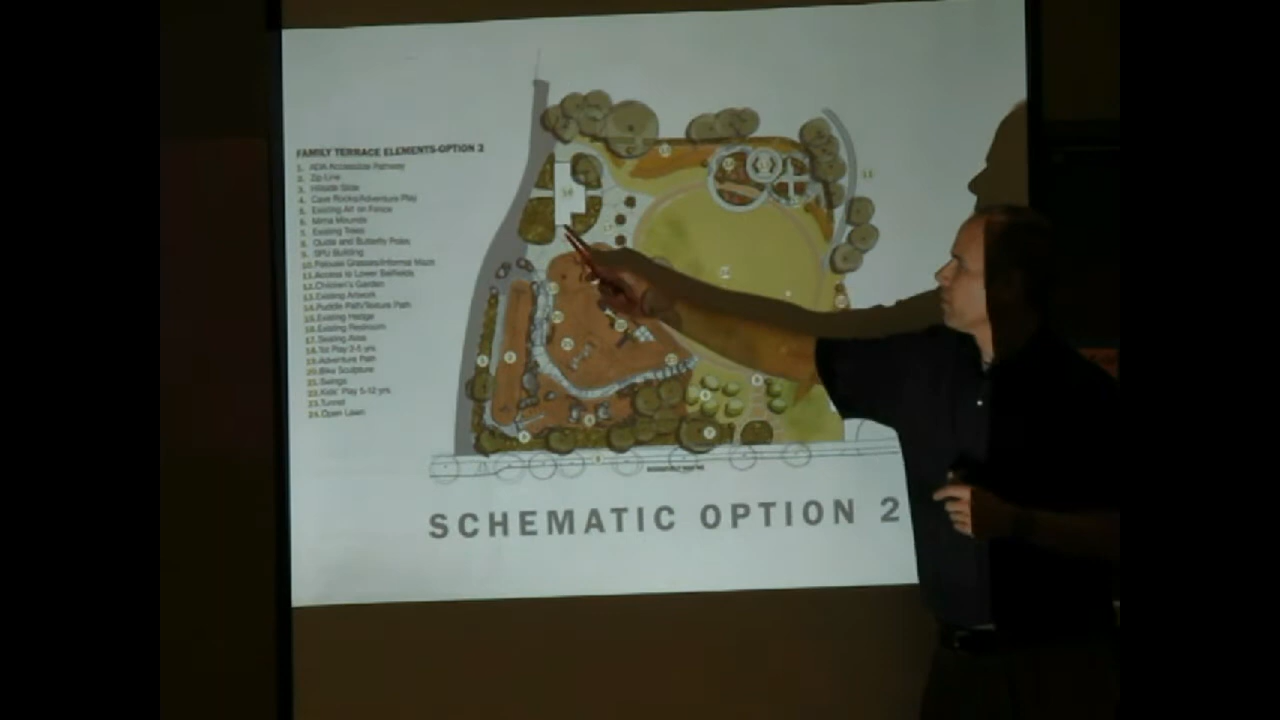 FAMILY TERRACE ELEMENTS-OPTION 2
1. ADA Accessible Pathway
2. Zip Line
3. Hillside Slide
4. Cave Rocks/Adventure Play
5. Existing Art on Fence
6. Mima Mounds
7. Existing Trees
8. Guide and Butterfly Poles
9. SPU Building
10. Palouse Grasses/Informal Maze
11. Access to Lower Ballfields
12. Children's Garden
13. Existing Artwork
14. Puddle Path/Texture Path
15. Existing Hedge
16. Existing Restroom
17. Seating Area
18. Tot Play 2-5 yrs.
19. Adventure Path
20. Bike Sculpture
21. Swings
22. Kids' Play 5-12 yrs.
23. Tunnel
24. Open Lawn
SCHEMATIC OPTION 2